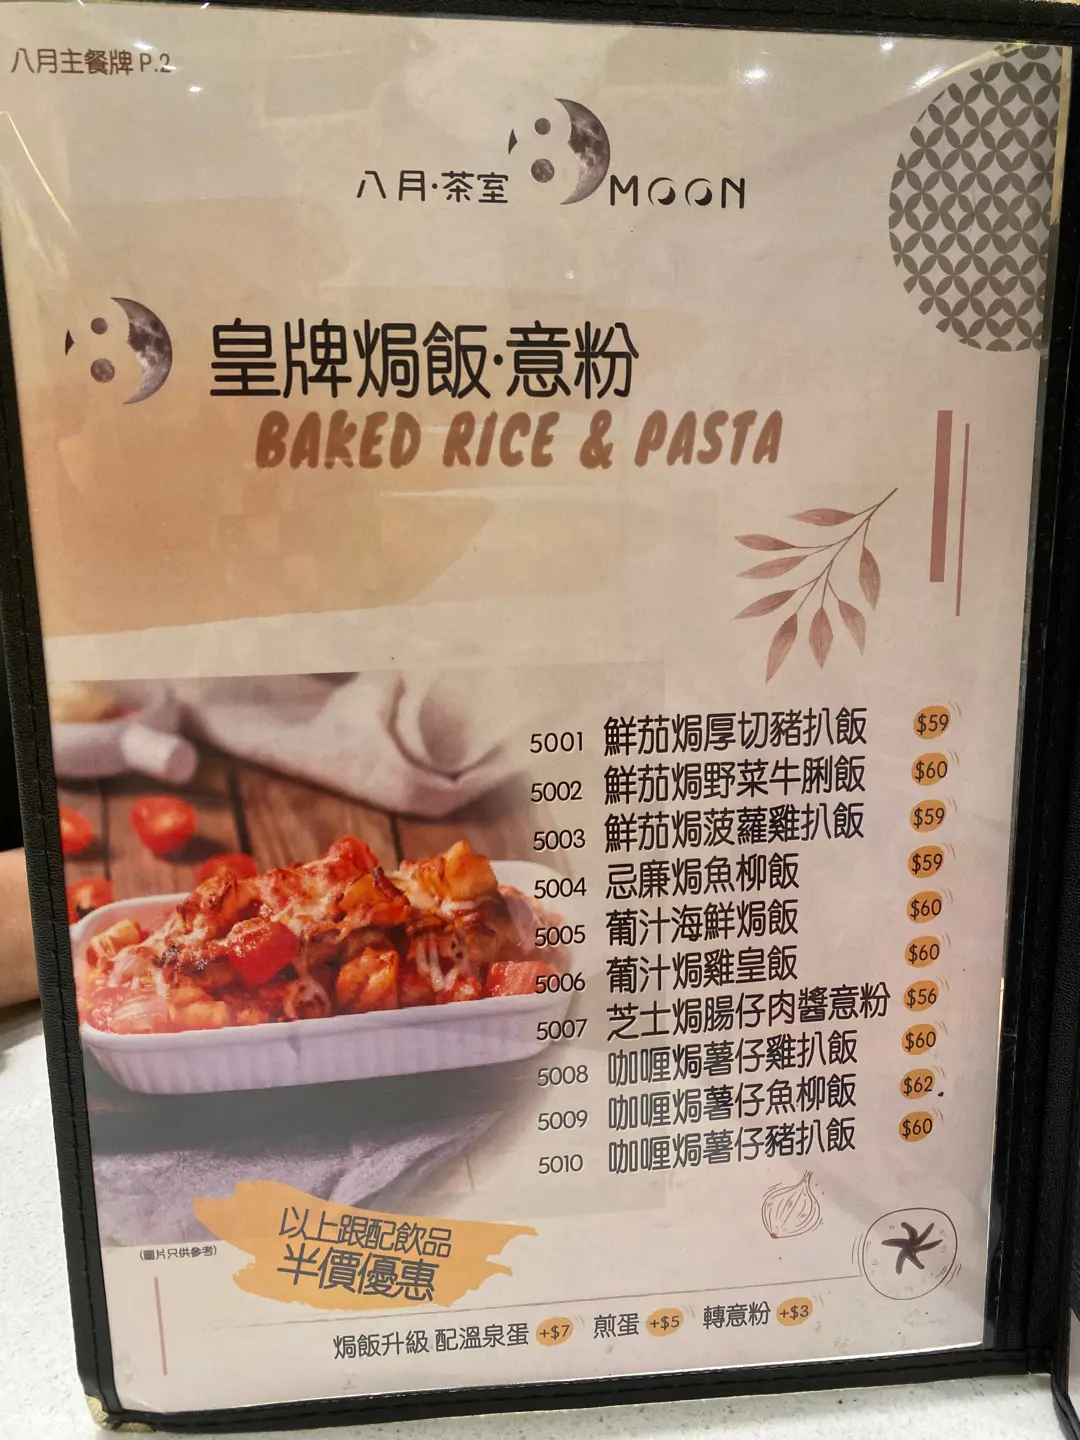 八月主餐牌 P.2
八月·茶室 8 MOON
皇牌焗飯·意粉
BAKED RICE & PASTA
5001 鮮茄焗厚切豬扒飯 $59
5002 鮮茄焗野菜牛脷飯 $60
5003 鮮茄焗菠蘿雞扒飯 $59
5004 忌廉焗魚柳飯 $59
5005 葡汁海鮮焗飯 $60
5006 葡汁焗雞皇飯 $60
5007 芝士焗腸仔肉醬意粉 $56
5008 咖喱焗薯仔雞扒飯 $60
5009 咖喱焗薯仔魚柳飯 $62
5010 咖喱焗薯仔豬扒飯 $60
以上跟配飲品
半價優惠
(圖片只供參考)
焗飯升級 配溫泉蛋 +$7 煎蛋 +$5 轉意粉 +$3